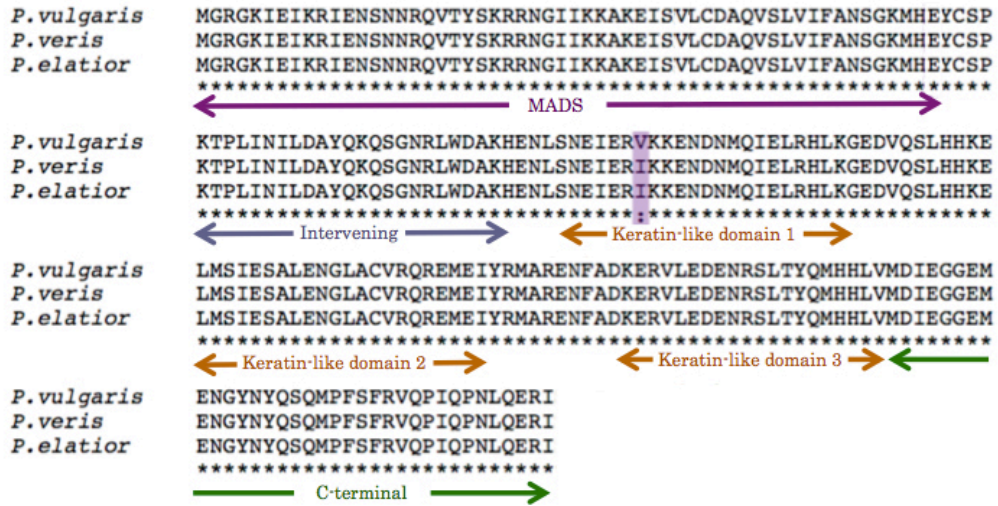 P.vulgaris MGRGKIEIKRIENSNNRQVTYSKRRNGIIKKAKEISVLCDAQVSLVIFANSGKMHEYCSP
P.veris MGRGKIEIKRIENSNNRQVTYSKRRNGIIKKAKEISVLCDAQVSLVIFANSGKMHEYCSP
P.elatior MGRGKIEIKRIENSNNRQVTYSKRRNGIIKKAKEISVLCDAQVSLVIFANSGKMHEYCSP
************************************************************
MADS
P.vulgaris KTPLINILDAYQKQSGNRLWDAKHENLSNEIERVKKENDNMQIELRHLKGEDVQSLHHKE
P.veris KTPLINILDAYQKQSGNRLWDAKHENLSNEIERIKKENDNMQIELRHLKGEDVQSLHHKE
P.elatior KTPLINILDAYQKQSGNRLWDAKHENLSNEIERIKKENDNMQIELRHLKGEDVQSLHHKE
*********************************:**************************
Intervening Keratin-like domain 1
P.vulgaris LMSIESALENGLACVRQREMEIYRMARENFADKERVLEDENRSLTYQMHHLVMDIEGGEM
P.veris LMSIESALENGLACVRQREMEIYRMARENFADKERVLEDENRSLTYQMHHLVMDIEGGEM
P.elatior LMSIESALENGLACVRQREMEIYRMARENFADKERVLEDENRSLTYQMHHLVMDIEGGEM
************************************************************
Keratin-like domain 2 Keratin-like domain 3
P.vulgaris ENGYNYQSQMPFSFRVQPIQPNLQERI
P.veris ENGYNYQSQMPFSFRVQPIQPNLQERI
P.elatior ENGYNYQSQMPFSFRVQPIQPNLQERI
***************************
C-terminal